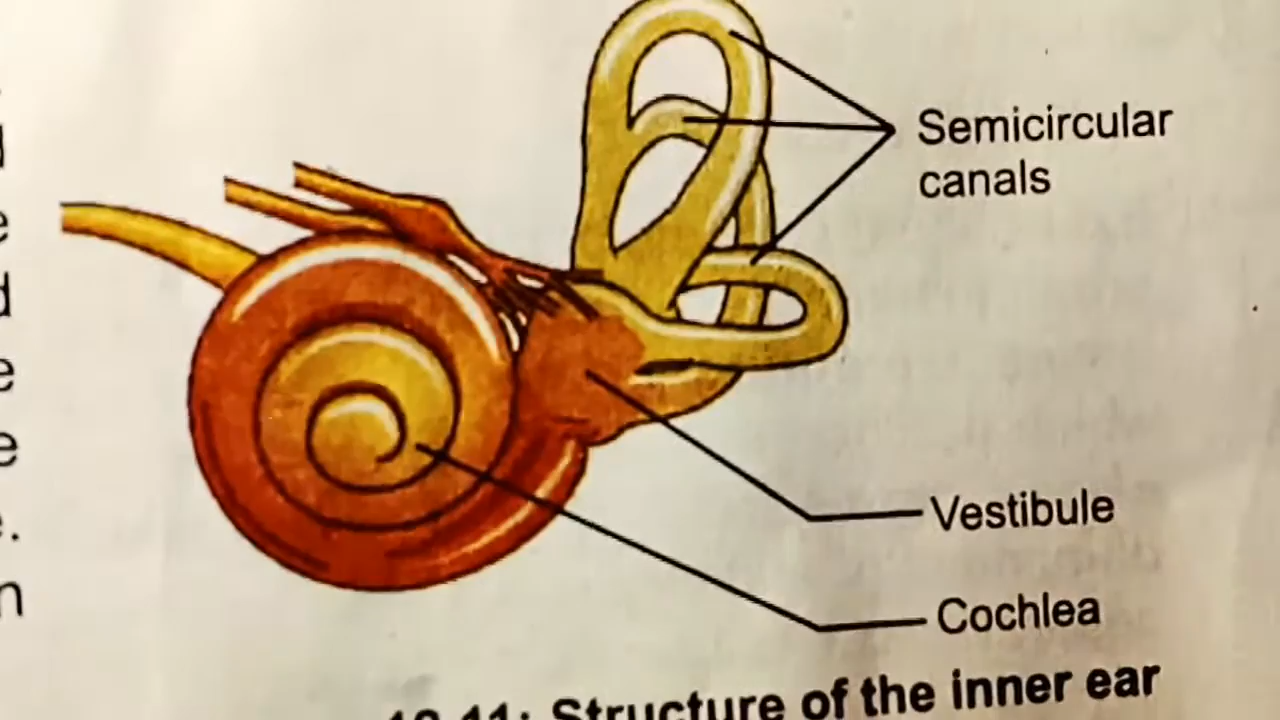 Semicircular
canals
Vestibule
Cochlea
Structure of the inner ear